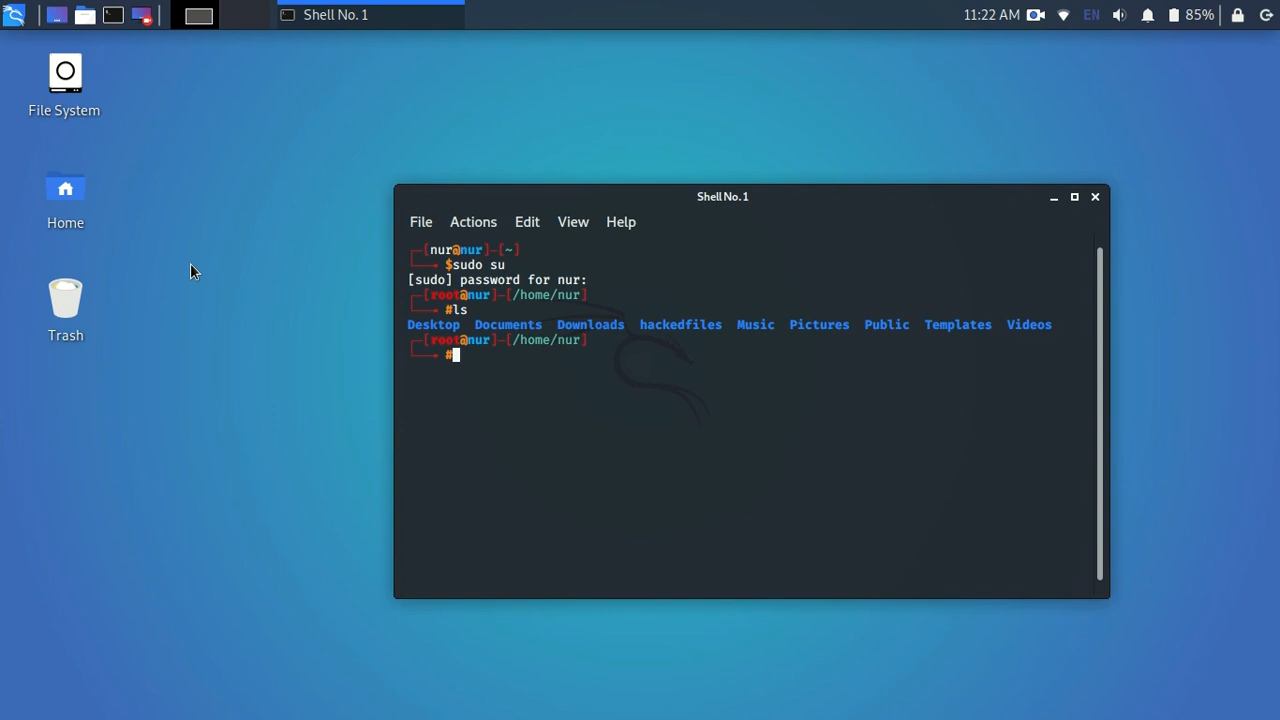 Shell No. 1
11:22 AM
EN
85%
File System
Home
Trash
Shell No. 1
File Actions Edit View Help
┌─[nur@nur]─[~]
└──╼ $sudo su
[sudo] password for nur:
┌─[root@nur]─[/home/nur]
└──╼ #ls
Desktop Documents Downloads hackedfiles Music Pictures Public Templates Videos
┌─[root@nur]─[/home/nur]
└──╼ #